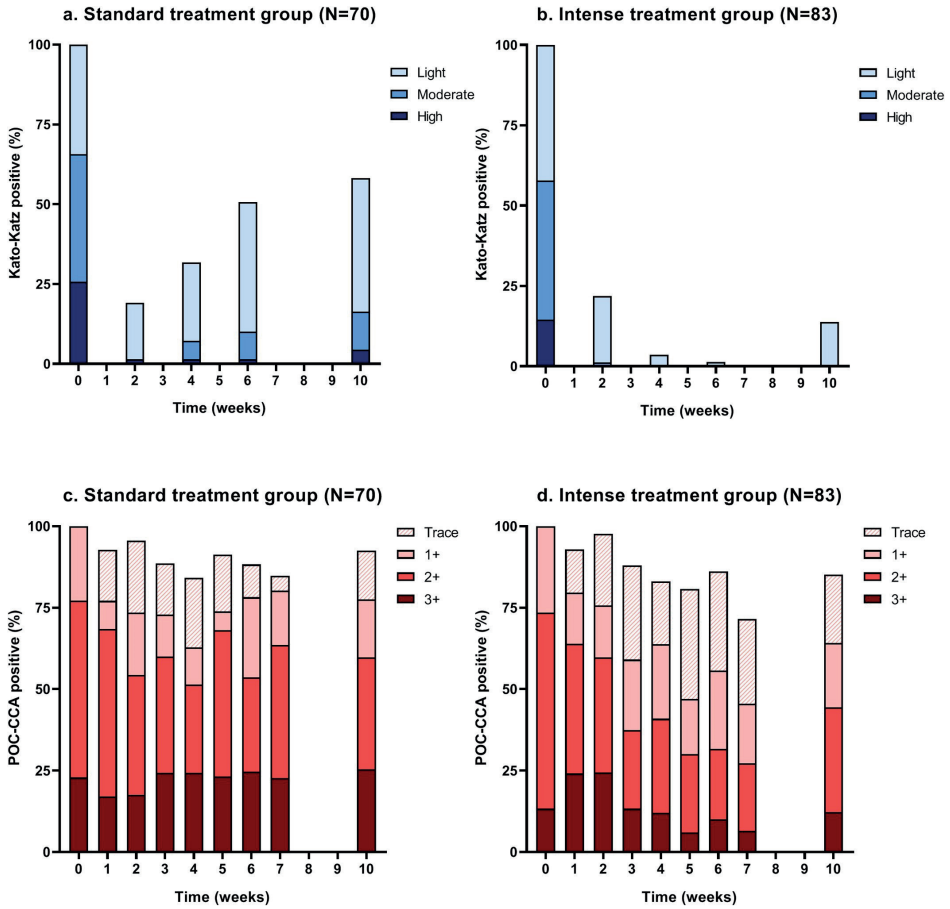 a. Standard treatment group (N=70)
Kato-Katz positive (%)
100
75
50
25
0
0 1 2 3 4 5 6 7 8 9 10
Time (weeks)
Light
Moderate
High
b. Intense treatment group (N=83)
Kato-Katz positive (%)
100
75
50
25
0
0 1 2 3 4 5 6 7 8 9 10
Time (weeks)
Light
Moderate
High
c. Standard treatment group (N=70)
POC-CCA positive (%)
100
75
50
25
0
0 1 2 3 4 5 6 7 8 9 10
Time (weeks)
Trace
1+
2+
3+
d. Intense treatment group (N=83)
POC-CCA positive (%)
100
75
50
25
0
0 1 2 3 4 5 6 7 8 9 10
Time (weeks)
Trace
1+
2+
3+